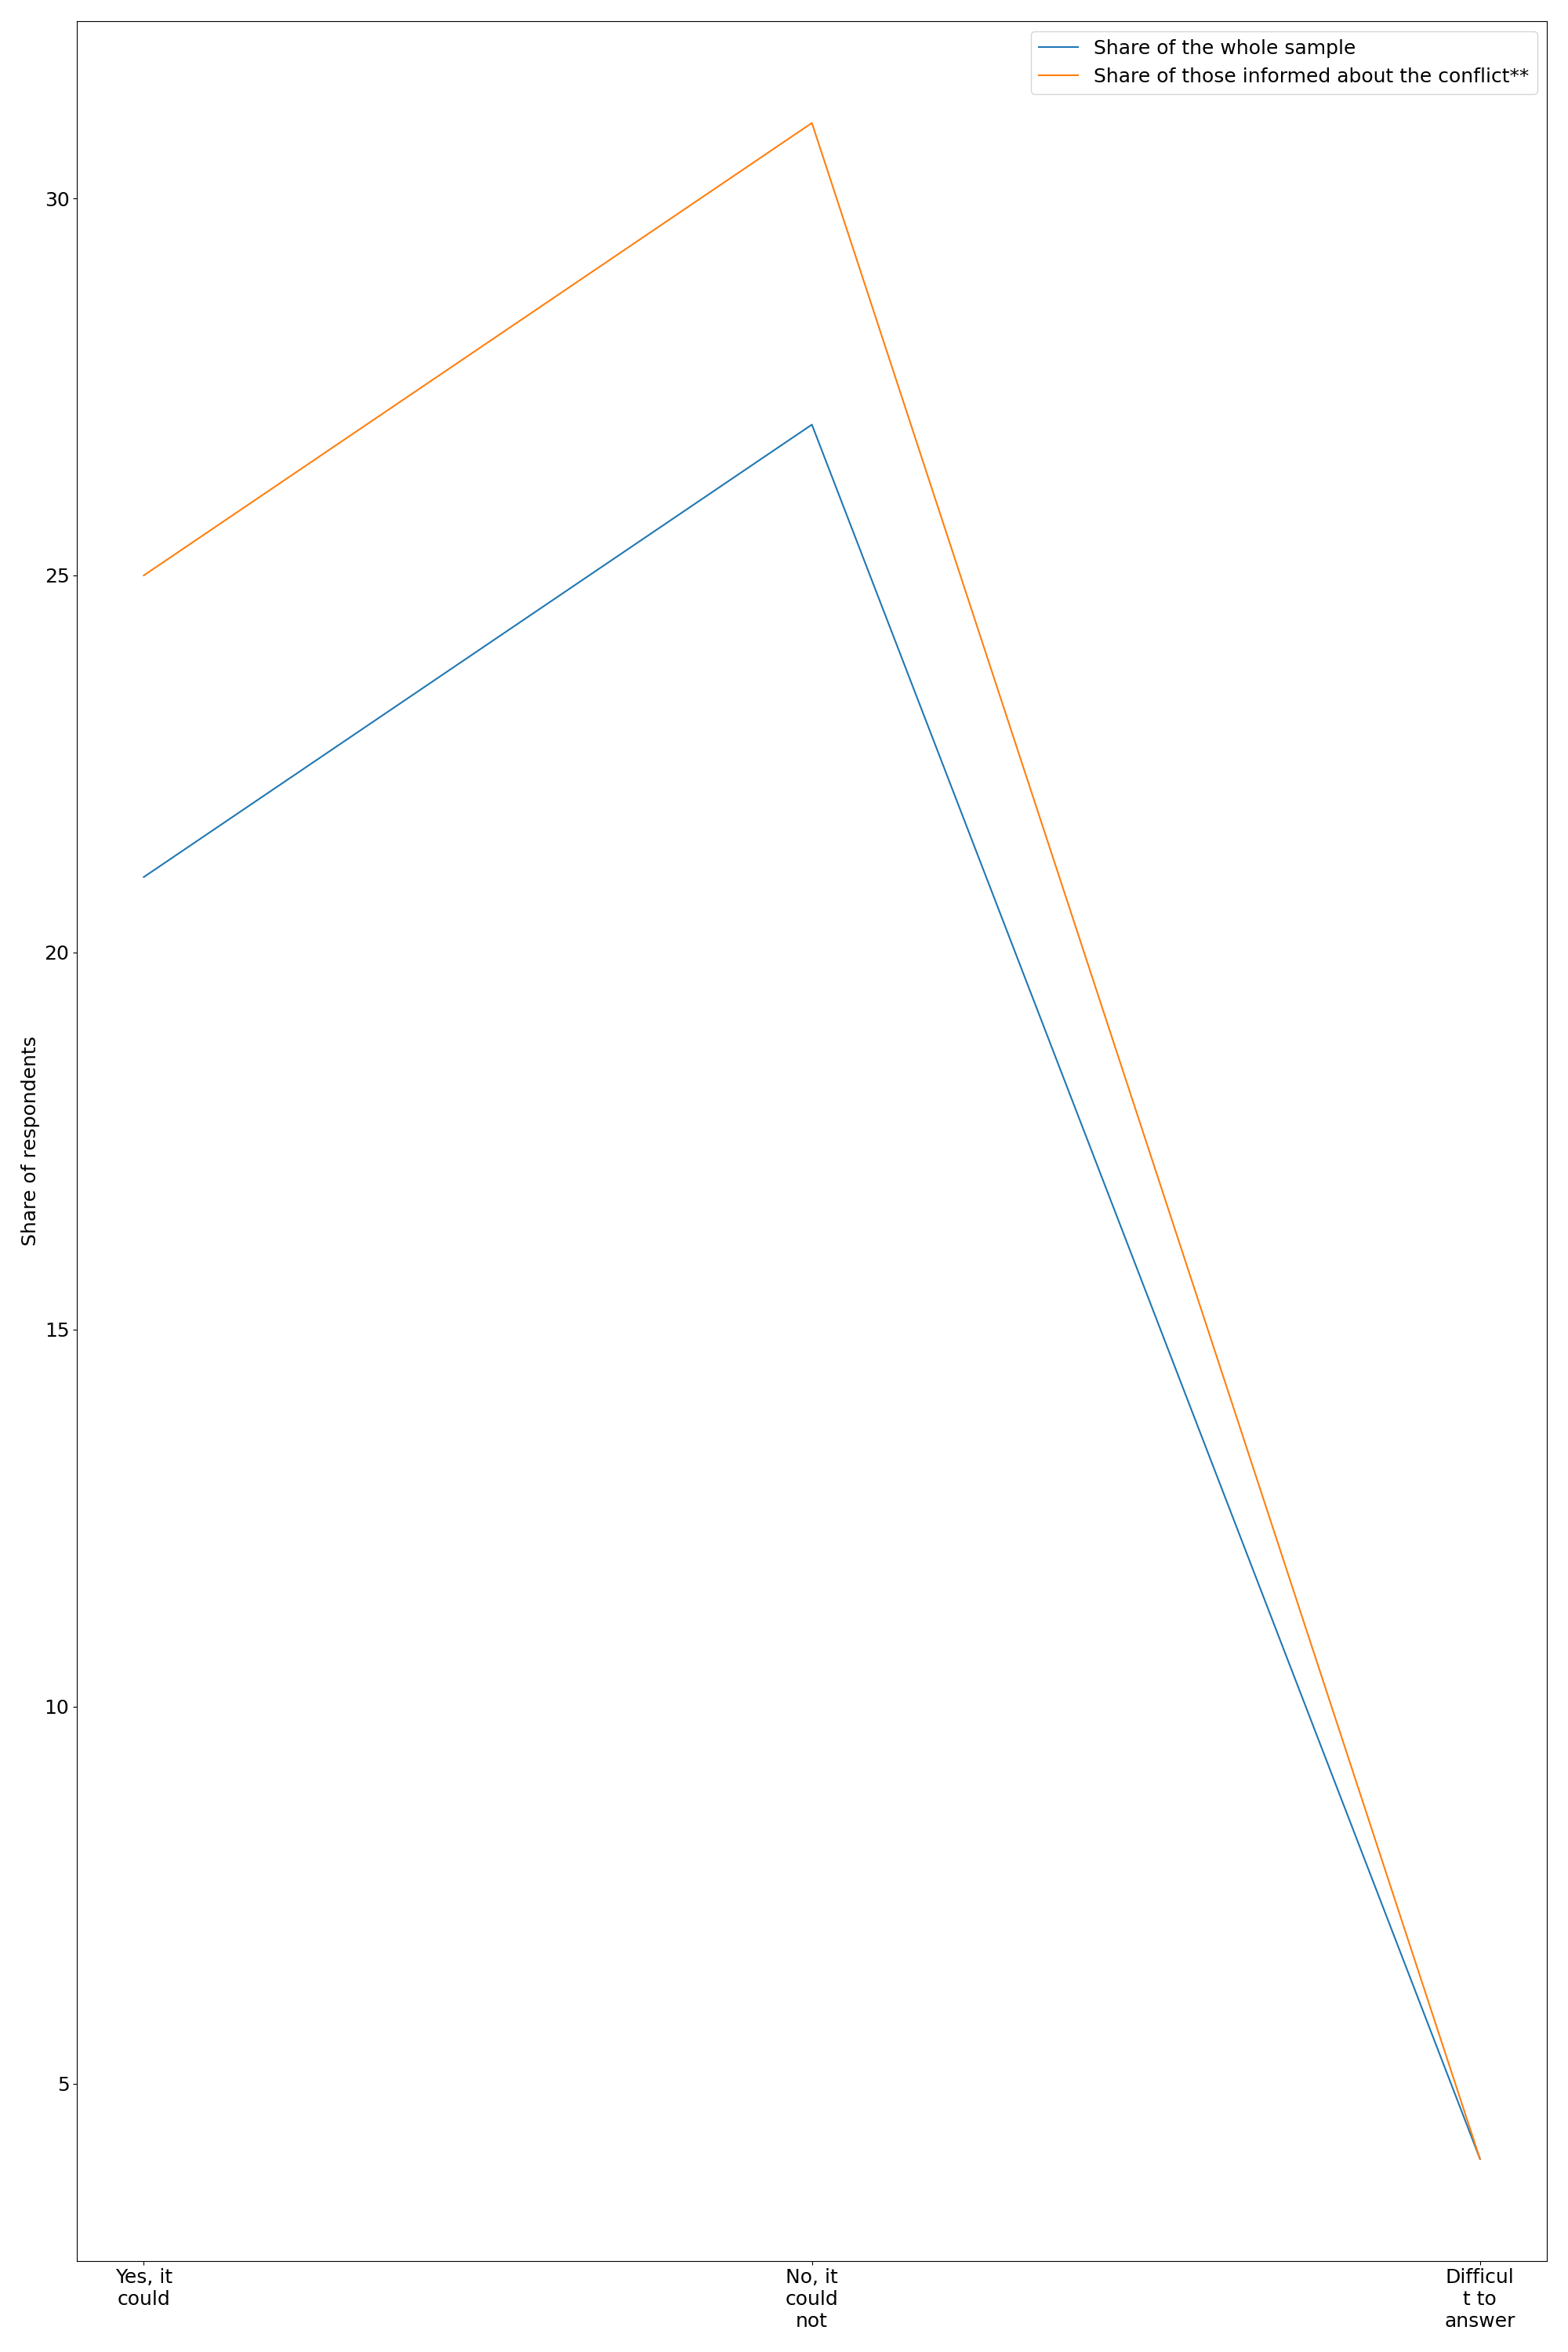 Share of the whole sample
Share of those informed about the conflict**
30
25
20
15
10
5
Share of respondents
Yes, it
could
No, it
could
not
Difficul
t to
answer